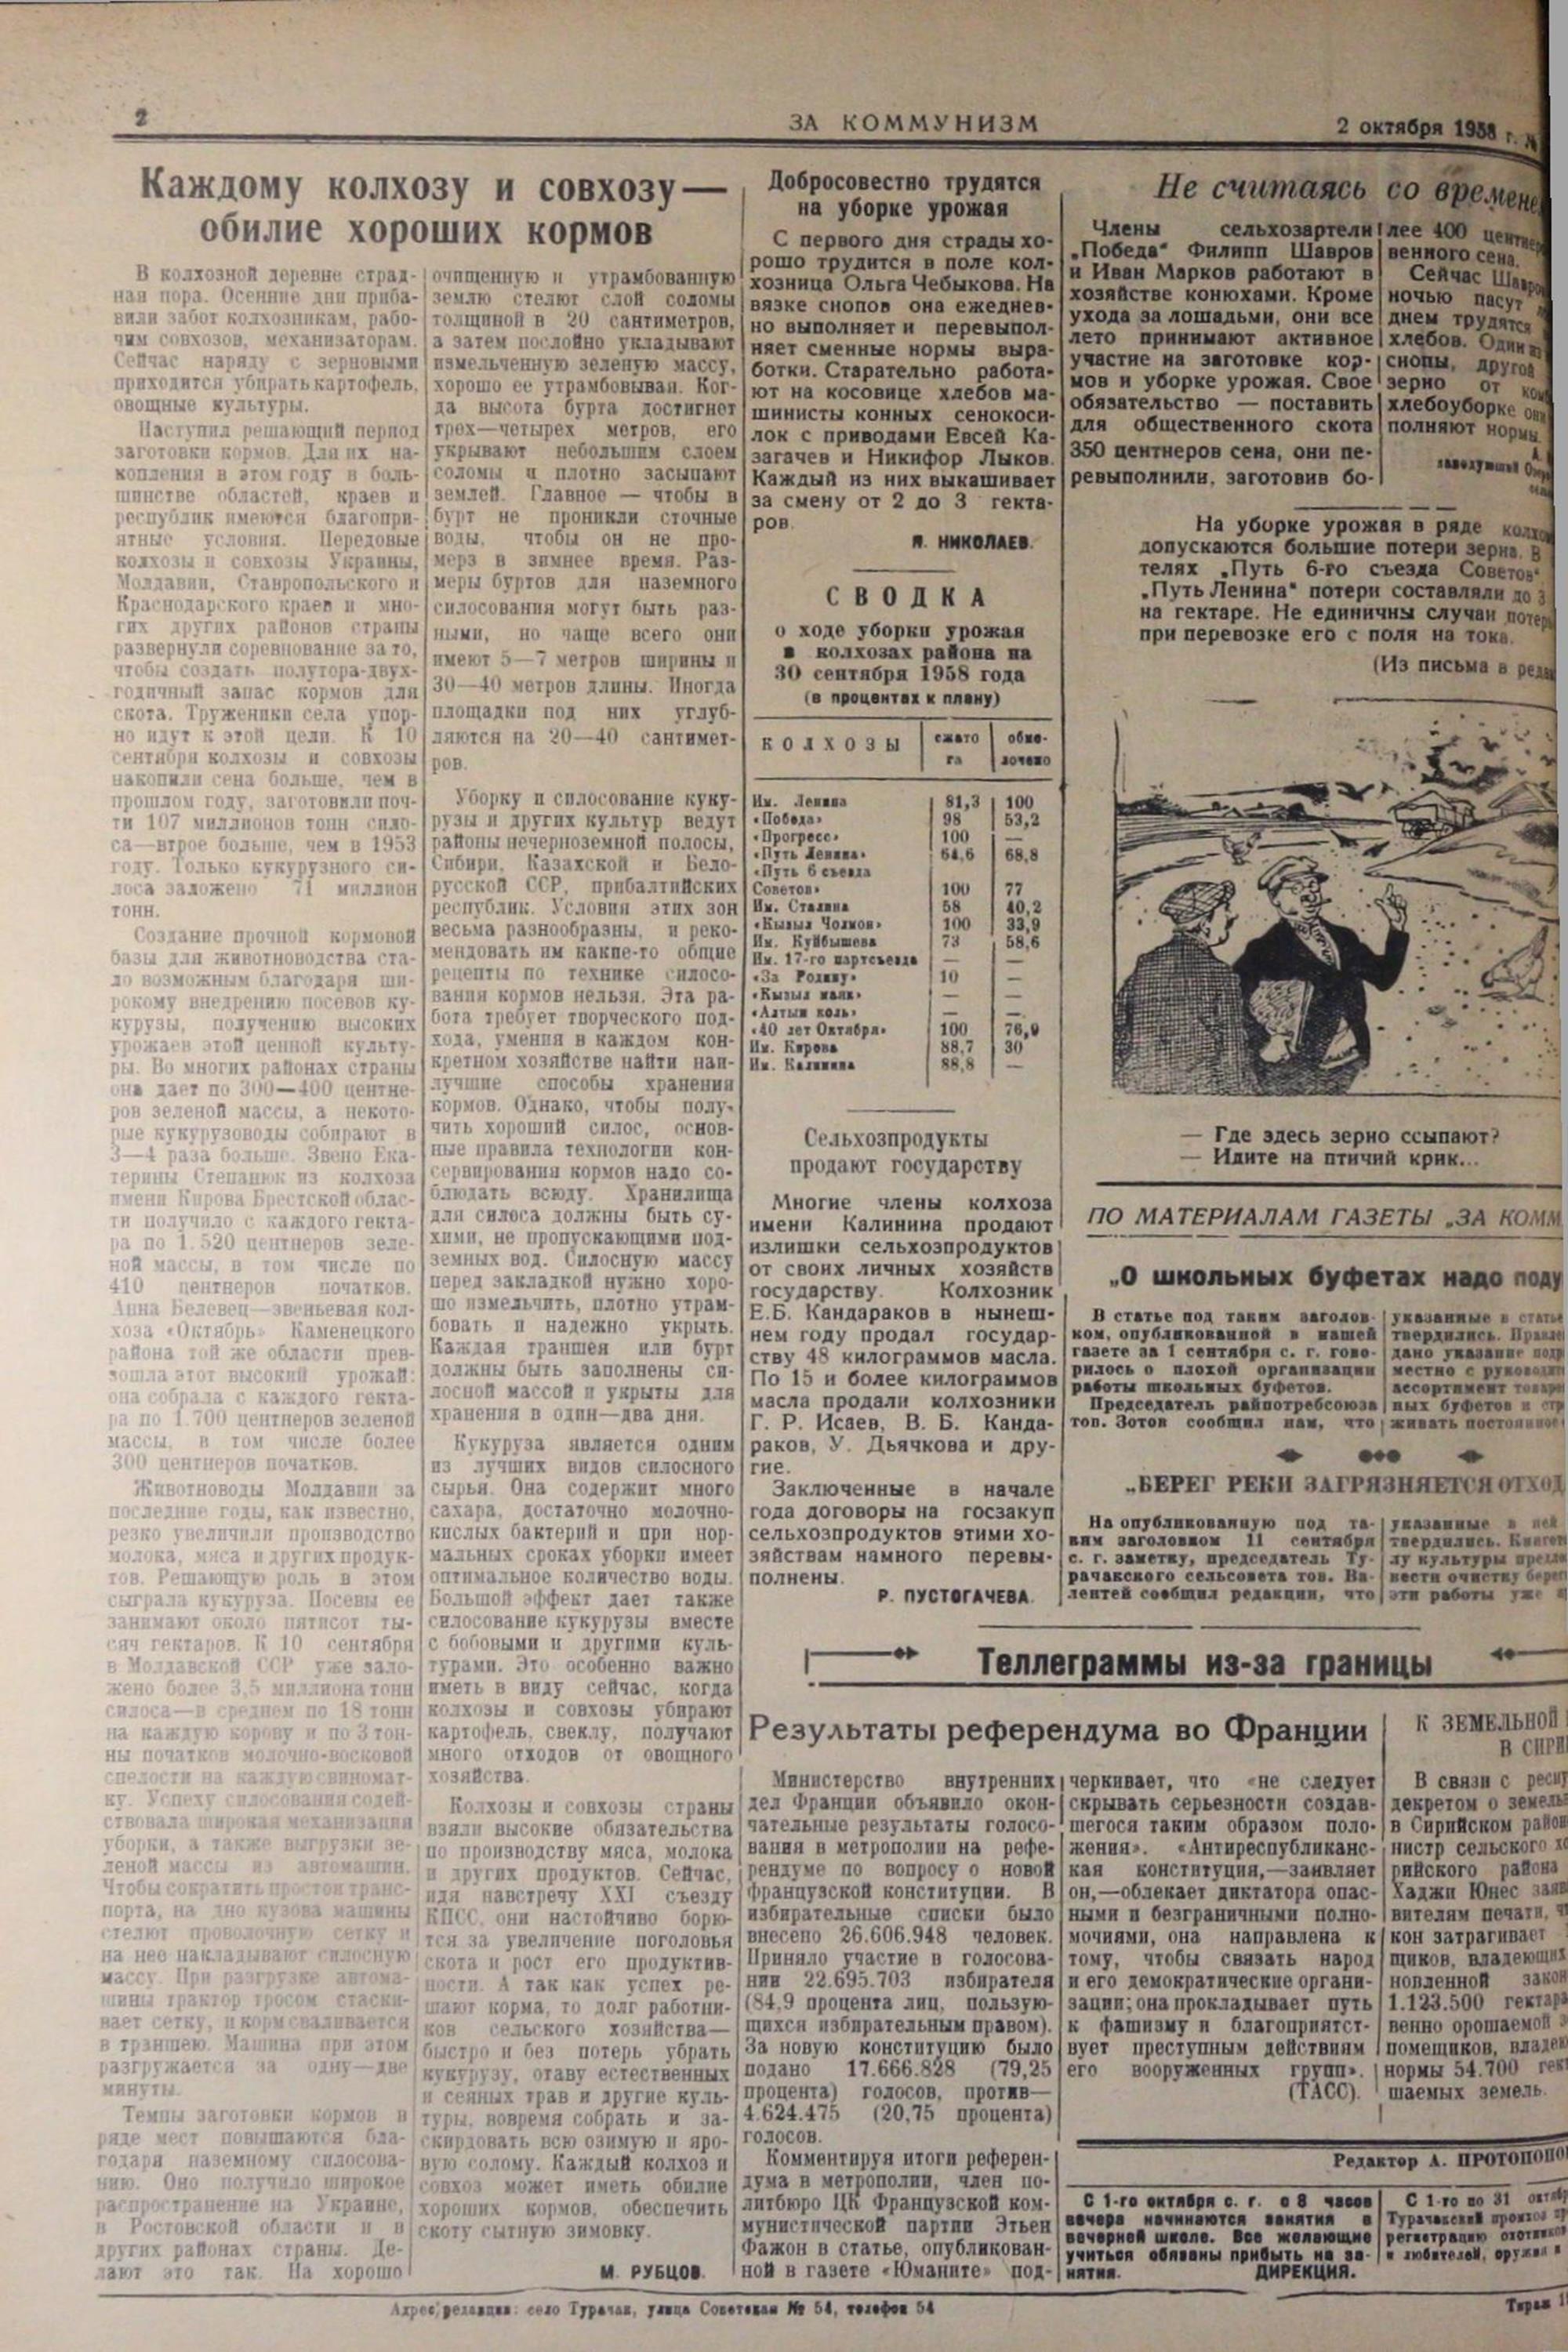 2
ЗА КОММУНИЗМ
2 октября 1958 г.
Каждому колхозу и совхозу—
обилие хороших кормов
В колхозной деревне страд-
ная пора. Осенние дни приба-
вили забот колхозникам, рабо-
чим совхозов, механизаторам.
Сейчас наряду с зерновыми
приходится убирать картофель,
овощные культуры.
Наступил решающий период
заготовки кормов. Для их на-
копления в этом году в боль-
шинстве областей, краев и
республик имеются благопри-
ятные условия. Передовые
колхозы и совхозы Украины,
Молдавии, Ставропольского и
Краснодарского краев и мно-
гих других районов страны
развернули соревнование за то,
чтобы создать полутора-двух-
годичный запас кормов для
скота. Труженики села упор-
но идут к этой цели. К 10
сентября колхозы и совхозы
накопили сена больше, чем в
прошлом году, заготовили поч-
ти 107 миллионов тонн сило-
са—втрое больше, чем в 1953
году. Только кукурузного си-
лоса заложено 71 миллион
тонн.
Создание прочной кормовой
базы для животноводства ста-
ло возможным благодаря ши-
рокому внедрению посевов ку-
курузы, получению высоких
урожаев этой ценной культу-
ры. Во многих районах страны
она дает по 300—400 центне-
ров зеленой массы, а некото-
рые кукурузоводы собирают в
3—4 раза больше. Звено Ека-
терины Степанюк из колхоза
имени Кирова Брестской облас-
ти получило с каждого гекта-
ра по 1.520 центнеров зеле-
ной массы, в том числе по
410 центнеров початков.
Анна Белевец—звеньевая кол-
хоза «Октябрь» Каменецкого
района той же области прев-
зошла этот высокий урожай:
она собрала с каждого гекта-
ра по 1.700 центнеров зеленой
массы, в том числе более
300 центнеров початков.
Животноводы Молдавии за
последние годы, как известно,
резко увеличили производство
молока, мяса и других продук-
тов. Решающую роль в этом
сыграла кукуруза. Посевы ее
занимают около пятисот ты-
сяч гектаров. К 10 сентября
в Молдавской ССР уже зало-
жено более 3,5 миллиона тонн
силоса—в среднем по 18 тонн
на каждую корову и по 3 тон-
ны початков молочно-восковой
спелости на каждую свиномат-
ку. Успеху силосования содей-
ствовала широкая механизация
уборки, а также выгрузки зе-
леной массы из автомашин.
Чтобы сократить простои транс-
порта, на дно кузова машины
стелют проволочную сетку и
на нее накладывают силосную
массу. При разгрузке автома-
шины трактор тросом стаски-
вает сетку, и корм сваливается
в траншею. Машина при этом
разгружается за одну—две
минуты.
Темпы заготовки кормов в
ряде мест повышаются бла-
годаря наземному силосова-
нию. Оно получило широкое
распространение на Украине,
в Ростовской области и в
других районах страны. Де-
лают это так. На хорошо
очищенную и утрамбованную
землю стелют слой соломы
толщиной в 20 сантиметров,
а затем послойно укладывают
измельченную зеленую массу,
хорошо ее утрамбовывая. Ког-
да высота бурта достигнет
трех—четырех метров, его
укрывают небольшим слоем
соломы и плотно засыпают
землей. Главное — чтобы в
бурт не проникли сточные
воды, чтобы он не про-
мерз в зимнее время. Раз-
меры буртов для наземного
силосования могут быть раз-
ными, но чаще всего они
имеют 5—7 метров ширины и
30—40 метров длины. Иногда
площадки под них углуб-
ляются на 20—40 сантимет-
ров.
Уборку и силосование куку-
рузы и других культур ведут
районы нечерноземной полосы,
Сибири, Казахской и Бело-
русской ССР, прибалтийских
республик. Условия этих зон
весьма разнообразны, и реко-
мендовать им какие-то общие
рецепты по технике силосо-
вания кормов нельзя. Эта ра-
бота требует творческого под-
хода, умения в каждом кон-
кретном хозяйстве найти наи-
лучшие способы хранения
кормов. Однако, чтобы полу-
чить хороший силос, основ-
ные правила технологии кон-
сервирования кормов надо со-
блюдать всюду. Хранилища
для силоса должны быть су-
хими, не пропускающими под-
земных вод. Силосную массу
перед закладкой нужно хоро-
шо измельчить, плотно утрам-
бовать и надежно укрыть.
Каждая траншея или бурт
должны быть заполнены си-
лосной массой и укрыты для
хранения в один—два дня.
Кукуруза является одним
из лучших видов силосного
сырья. Она содержит много
сахара, достаточно молочно-
кислых бактерий и при нор-
мальных сроках уборки имеет
оптимальное количество воды.
Большой эффект дает также
силосование кукурузы вместе
с бобовыми и другими куль-
турами. Это особенно важно
иметь в виду сейчас, когда
колхозы и совхозы убирают
картофель, свеклу, получают
много отходов от овощного
хозяйства.
Колхозы и совхозы страны
взяли высокие обязательства
по производству мяса, молока
и других продуктов. Сейчас,
идя навстречу XXI съезду
КПСС, они настойчиво борю-
тся за увеличение поголовья
скота и рост его продуктив-
ности. А так как успех ре-
шают корма, то долг работни-
ков сельского хозяйства—
быстро и без потерь убрать
кукурузу, отаву естественных
и сеяных трав и другие куль-
туры, вовремя собрать и за-
скирдовать всю озимую и яро-
вую солому. Каждый колхоз и
совхоз может иметь обилие
хороших кормов, обеспечить
скоту сытную зимовку.
М. РУБЦОВ.
Добросовестно трудятся
на уборке урожая
С первого дня страды хо-
рошо трудится в поле кол-
хозница Ольга Чебыкова. На
вязке снопов она ежеднев-
но выполняет и перевыпол-
няет сменные нормы выра-
ботки. Старательно работа-
ют на косовице хлебов ма-
шинисты конных сенокоси-
лок с приводами Евсей Ка-
загачев и Никифор Лыков.
Каждый из них выкашивает
за смену от 2 до 3 гекта-
ров.
Я. НИКОЛАЕВ.
СВОДКА
о ходе уборки урожая
в колхозах района на
30 сентября 1958 года
(в процентах к плану)
КОЛХОЗЫ сжато га обмо-лочено
Им. Ленина 81,3 100
«Победа» 98 53,2
«Прогресс» 100 —
«Путь Ленина» 64,6 68,8
«Путь 6 съезда
Советов» 100 77
Им. Сталина 58 40,2
«Кызыл Чолмон» 100 33,9
Им. Куйбышева 73 58,6
Им. 17-го партсъезда — —
«За Родину» 10 —
«Кызыл маяк» — —
«Алтын коль» — —
«40 лет Октября» 100 76,9
Им. Кирова 88,7 30
Им. Калинина 88,8 —
Сельхозпродукты
продают государству
Многие члены колхоза
имени Калинина продают
излишки сельхозпродуктов
от своих личных хозяйств
государству. Колхозник
Е.Б. Кандараков в нынеш-
нем году продал государ-
ству 48 килограммов масла.
По 15 и более килограммов
масла продали колхозники
Г. Р. Исаев, В. Б. Канда-
раков, У. Дьячкова и дру-
гие.
Заключенные в начале
года договоры на госзакуп
сельхозпродуктов этими хо-
зяйствам намного перевы-
полнены.
Р. ПУСТОГАЧЕВА.
Не считаясь со времене
Члены сельхозартели
„Победа“ Филипп Шавров
и Иван Марков работают в
хозяйстве конюхами. Кроме
ухода за лошадьми, они все
лето принимают активное
участие на заготовке кор-
мов и уборке урожая. Свое
обязательство — поставить
для общественного скота
350 центнеров сена, они пе-
ревыполнили, заготовив бо-
лее 400 центнер
венного сена.
Сейчас Шавро
ночью пасут
днем трудятся
хлебов. Один из
снопы, другой
зерно от ком
хлебоуборке они
полняют нормы.
А.
заведующий
На уборке урожая в ряде колхо
допускаются большие потери зерна. В
телях „Путь 6-го съезда Советов“
„Путь Ленина“ потери составляли до 3
на гектаре. Не единичны случаи потерь
при перевозке его с поля на тока.
(Из письма в редак
— Где здесь зерно ссыпают?
— Идите на птичий крик...
ПО МАТЕРИАЛАМ ГАЗЕТЫ „ЗА КОММ
„О школьных буфетах надо поду
В статье под таким заголов-
ком, опубликованной в нашей
газете за 1 сентября с. г. гово-
рилось о плохой организации
работы школьных буфетов.
Председатель райпотребсоюза
тов. Зотов сообщил нам, что
указанные в статье
твердились. Правле
дано указание подр
местно с руководи
ассортимент товаро
ных буфетов и стр
живать постоянно
„БЕРЕГ РЕКИ ЗАГРЯЗНЯЕТСЯ ОТХОД
На опубликованную под та-
ким заголовком 11 сентября
с. г. заметку, председатель Ту-
рачакского сельсовета тов. Ва-
лентей сообщил редакции, что
указанные в ней
твердились.
лу культуры предло
вести очистку берег
эти работы уже
Теллеграммы из-за границы
Результаты референдума во Франции
Министерство внутренних
дел Франции объявило окон-
чательные результаты голосо-
вания в метрополии на рефе-
рендуме по вопросу о новой
французской конституции. В
избирательные списки было
внесено 26.606.948 человек.
Приняло участие в голосова-
нии 22.695.703 избирателя
(84,9 процента лиц, пользую-
щихся избирательным правом).
За новую конституцию было
подано 17.666.828 (79,25
процента) голосов, против—
4.624.475 (20,75 процента)
голосов.
Комментируя итоги референ-
дума в метрополии, член по-
литбюро ЦК Французской ком-
мунистической партии Этьен
Фажон в статье, опубликован-
ной в газете «Юманите» под-
черкивает, что «не следует
скрывать серьезности создав-
шегося таким образом поло-
жения». «Антиреспубликанс-
кая конституция,—заявляет
он,—облекает диктатора опас-
ными и безграничными полно-
мочиями, она направлена к
тому, чтобы связать народ
и его демократические органи-
зации; она прокладывает путь
к фашизму и благоприятст-
вует преступным действиям
его вооруженных групп».
(ТАСС).
К ЗЕМЕЛЬНОЙ
В СИРИ
В связи с респу
декретом о земель
в Сирийском район
нистр сельского хо
рийского района
Хаджи Юнес заяв
вителям печати, ч
кон затрагивает
щиков, владеющих
новленной закон
1.123.500 гектара
венно орошаемой з
помещиков, владею
нормы 54.700 гек
шаемых земель.
Редактор А. ПРОТОПОПО
С 1-го октября с. г. в 8 часов
вечера начинаются занятия в
вечерней школе. Все желающие
учиться обязаны прибыть на за-
нятия. ДИРЕКЦИЯ.
С 1-го по 31 октяб
Турачакский промхоз пр
регистрацию охотников
и любителей, оружия и
Адрес редакции: село Турачак, улица Советская № 54, телефон 54
Тираж 1